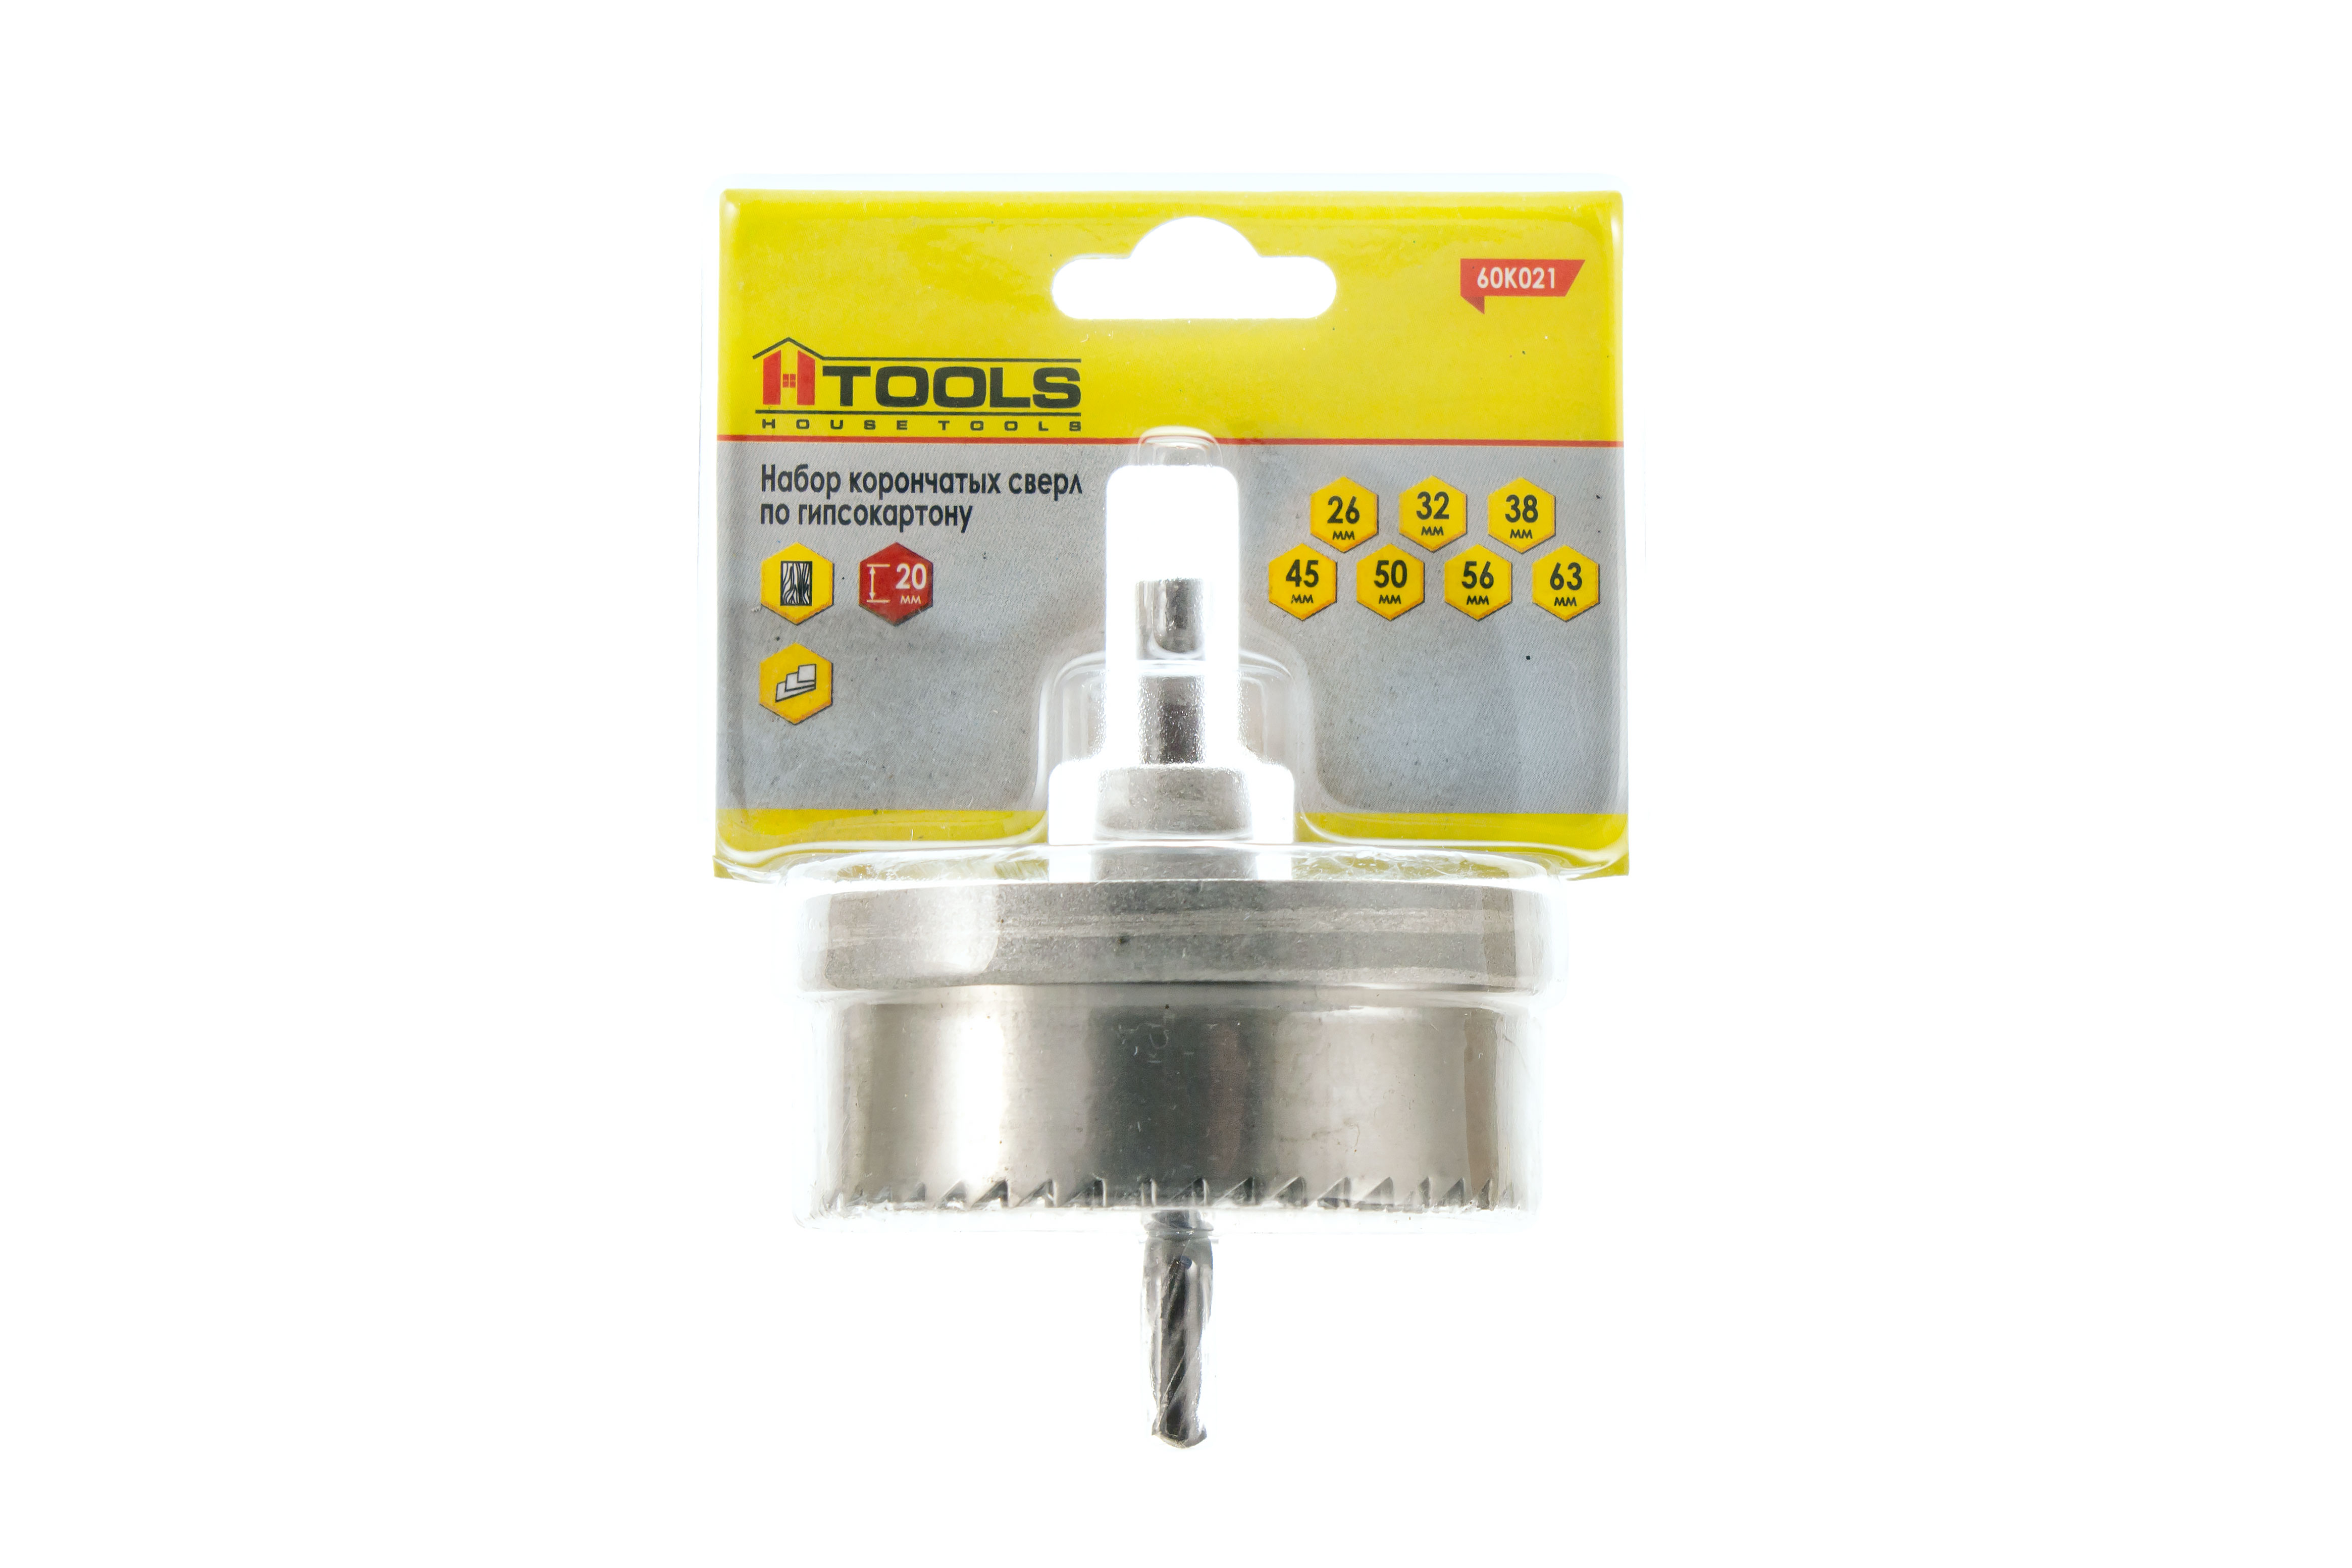 60K021
HTOOLS
HOUSE TOOLS
Набор корончатых сверл
по гипсокартону
20
мм
26
мм
32
мм
38
мм
45
мм
50
мм
56
мм
63
мм